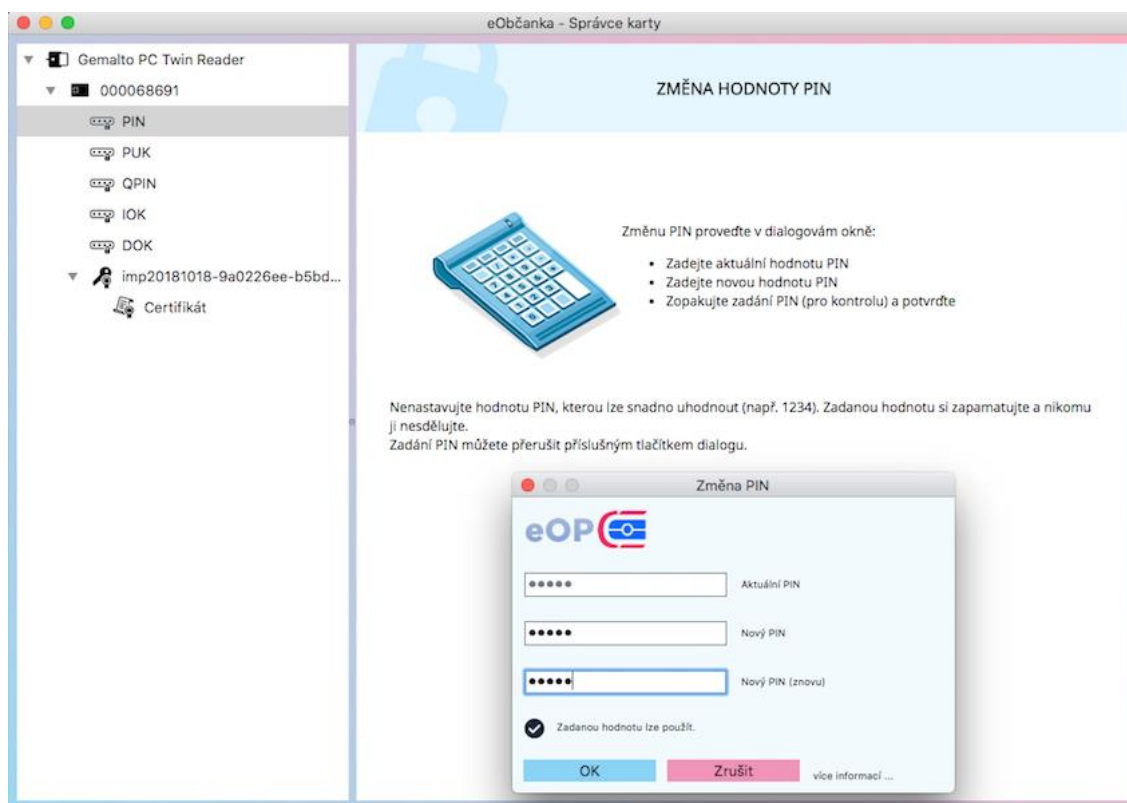 eObčanka - Správce karty
Gemalto PC Twin Reader
000068691
PIN
PUK
QPIN
IOK
DOK
imp20181018-9a0226ee-b5bd...
Certifikát
ZMĚNA HODNOTY PIN
Změnu PIN proveďte v dialogovám okně:
• Zadejte aktuální hodnotu PIN
• Zadejte novou hodnotu PIN
• Zopakujte zadání PIN (pro kontrolu) a potvrďte
Nenastavujte hodnotu PIN, kterou lze snadno uhodnout (např. 1234). Zadanou hodnotu si zapamatujte a nikomu
ji nesdělujte.
Zadání PIN můžete přerušit příslušným tlačítkem dialogu.
Změna PIN
eOP
Aktuální PIN
Nový PIN
Nový PIN (znovu)
Zadanou hodnotu lze použít.
OK
Zrušit
více informací ...